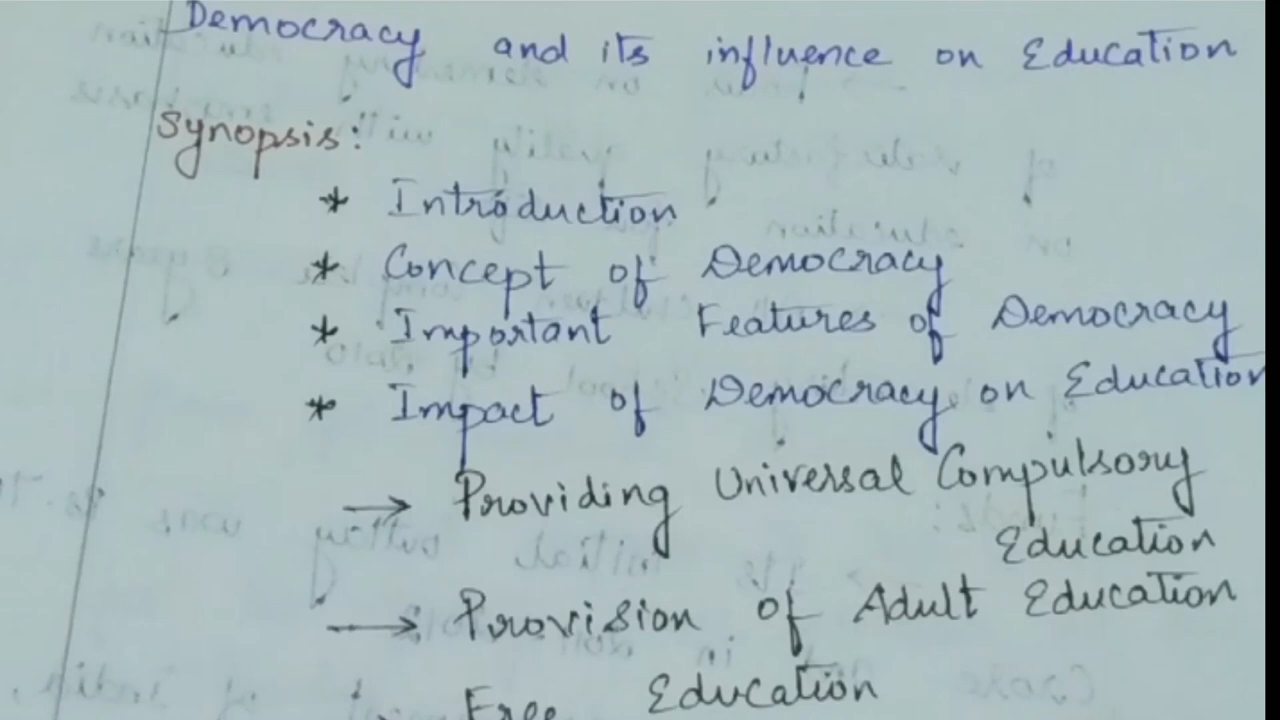 Democracy and its influence on Education
Synopsis:
* Introduction
* Concept of Democracy
* Important Features of Democracy
* Impact of Democracy on Education
→ Providing Universal Compulsory
Education
→ Provision of Adult Education
Free Education